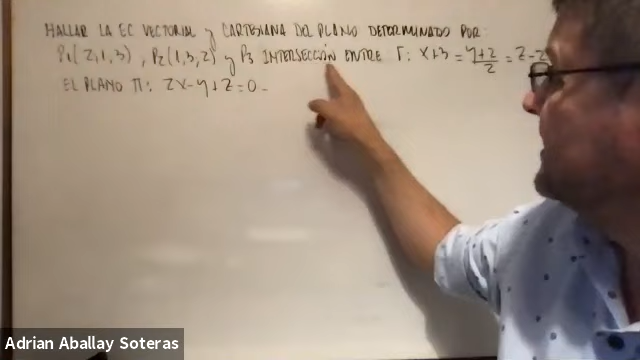 HALLAR LA EC VECTORIAL y CARTESIANA DEL PLANO DETERMINADO POR:
P₁(2,1,3), P₂(1,3,2) y P₃ INTERSECCIÓN ENTRE Γ: x+3 = y+2/2 = z-2
EL PLANO Π: 2x-y+z=0-
Adrian Aballay Soteras